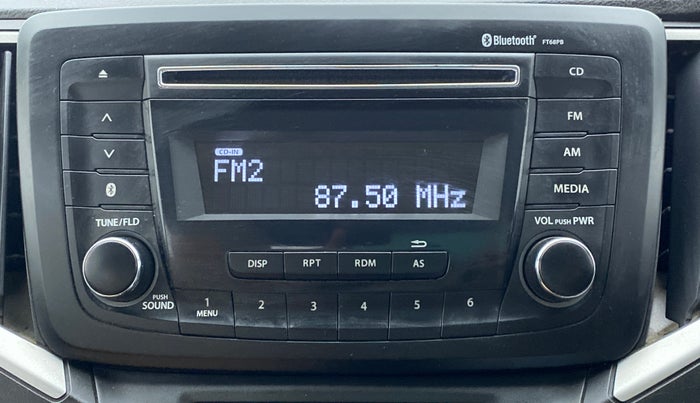 Bluetooth® FT68PB
CD
FM
CD-IN
FM2
AM
87.50 MHz
MEDIA
TUNE/FLD
VOL PUSH PWR
DISP RPT RDM AS
PUSH SOUND
1 MENU 2 3 4 5 6